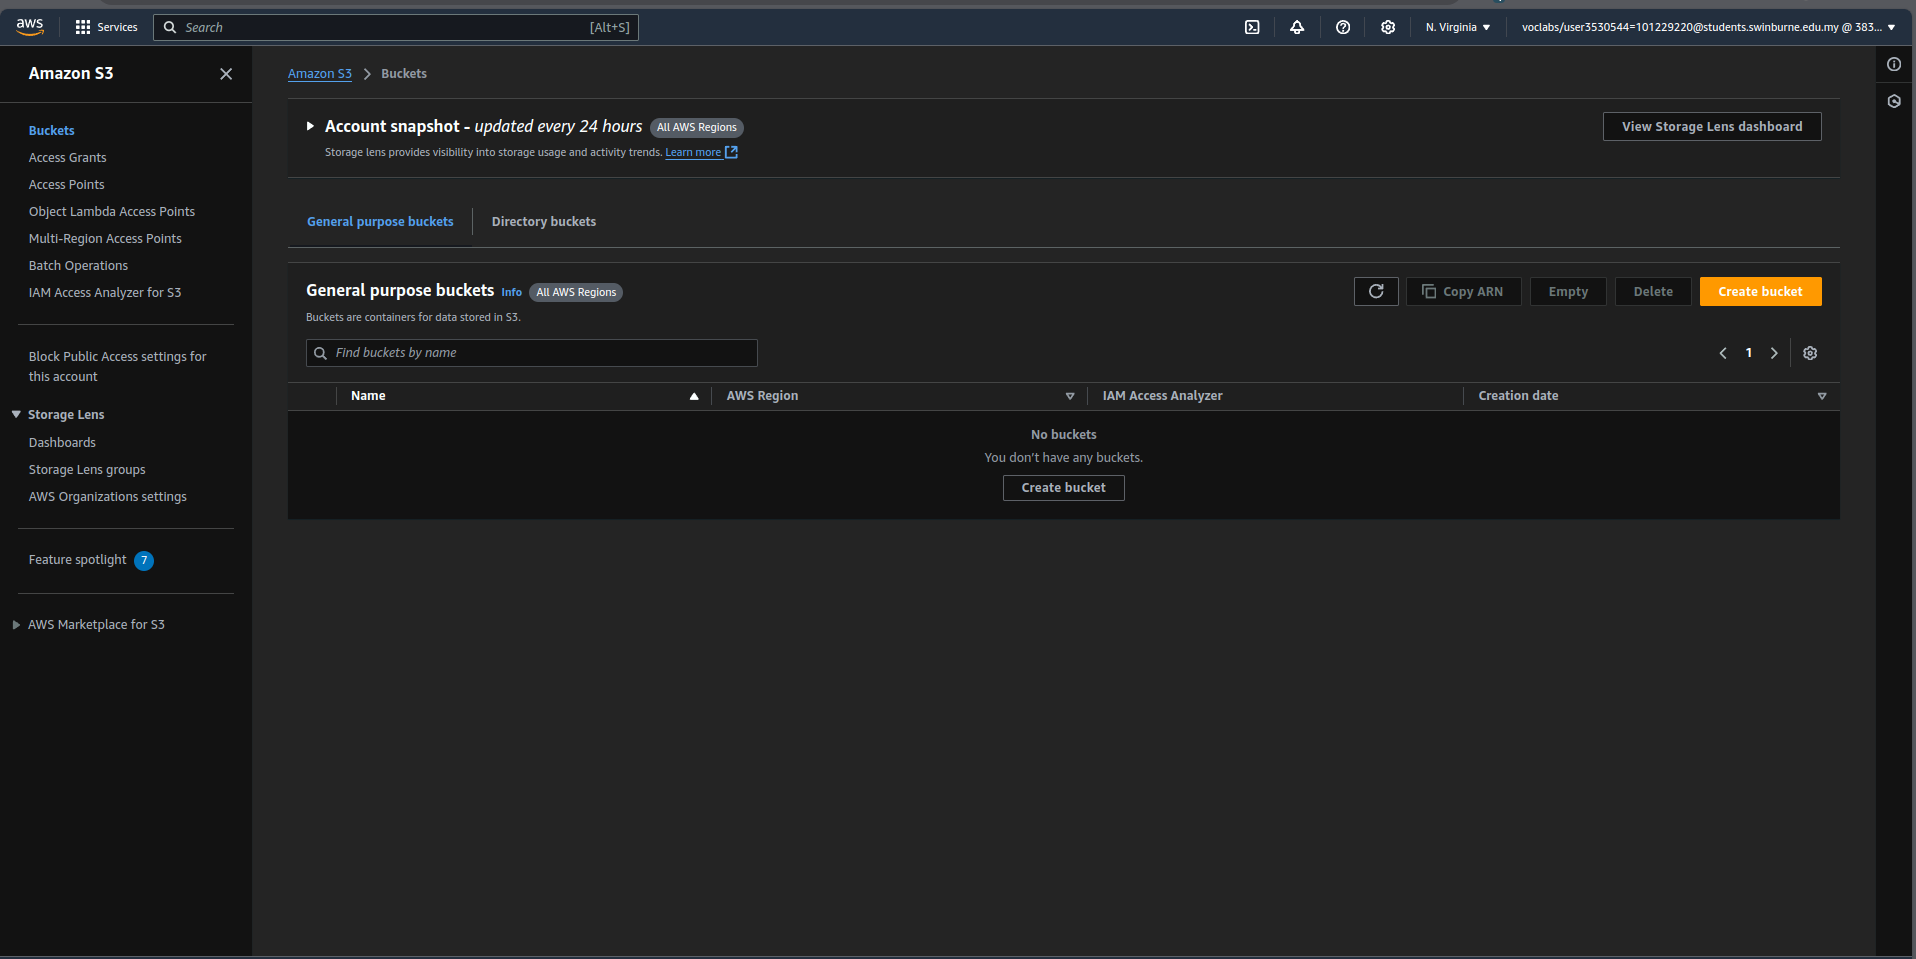 aws Services Search [Alt+S] N. Virginia voclabs/user3530544=101229220@students.swinburne.edu.my @ 383...
Amazon S3
Buckets
Access Grants
Access Points
Object Lambda Access Points
Multi-Region Access Points
Batch Operations
IAM Access Analyzer for S3
Block Public Access settings for
this account
Storage Lens
Dashboards
Storage Lens groups
AWS Organizations settings
Feature spotlight 7
AWS Marketplace for S3
Amazon S3 Buckets
Account snapshot - updated every 24 hours All AWS Regions View Storage Lens dashboard
Storage lens provides visibility into storage usage and activity trends. Learn more
General purpose buckets Directory buckets
General purpose buckets Info All AWS Regions Copy ARN Empty Delete Create bucket
Buckets are containers for data stored in S3.
Find buckets by name 1
Name AWS Region IAM Access Analyzer Creation date
No buckets
You don't have any buckets.
Create bucket